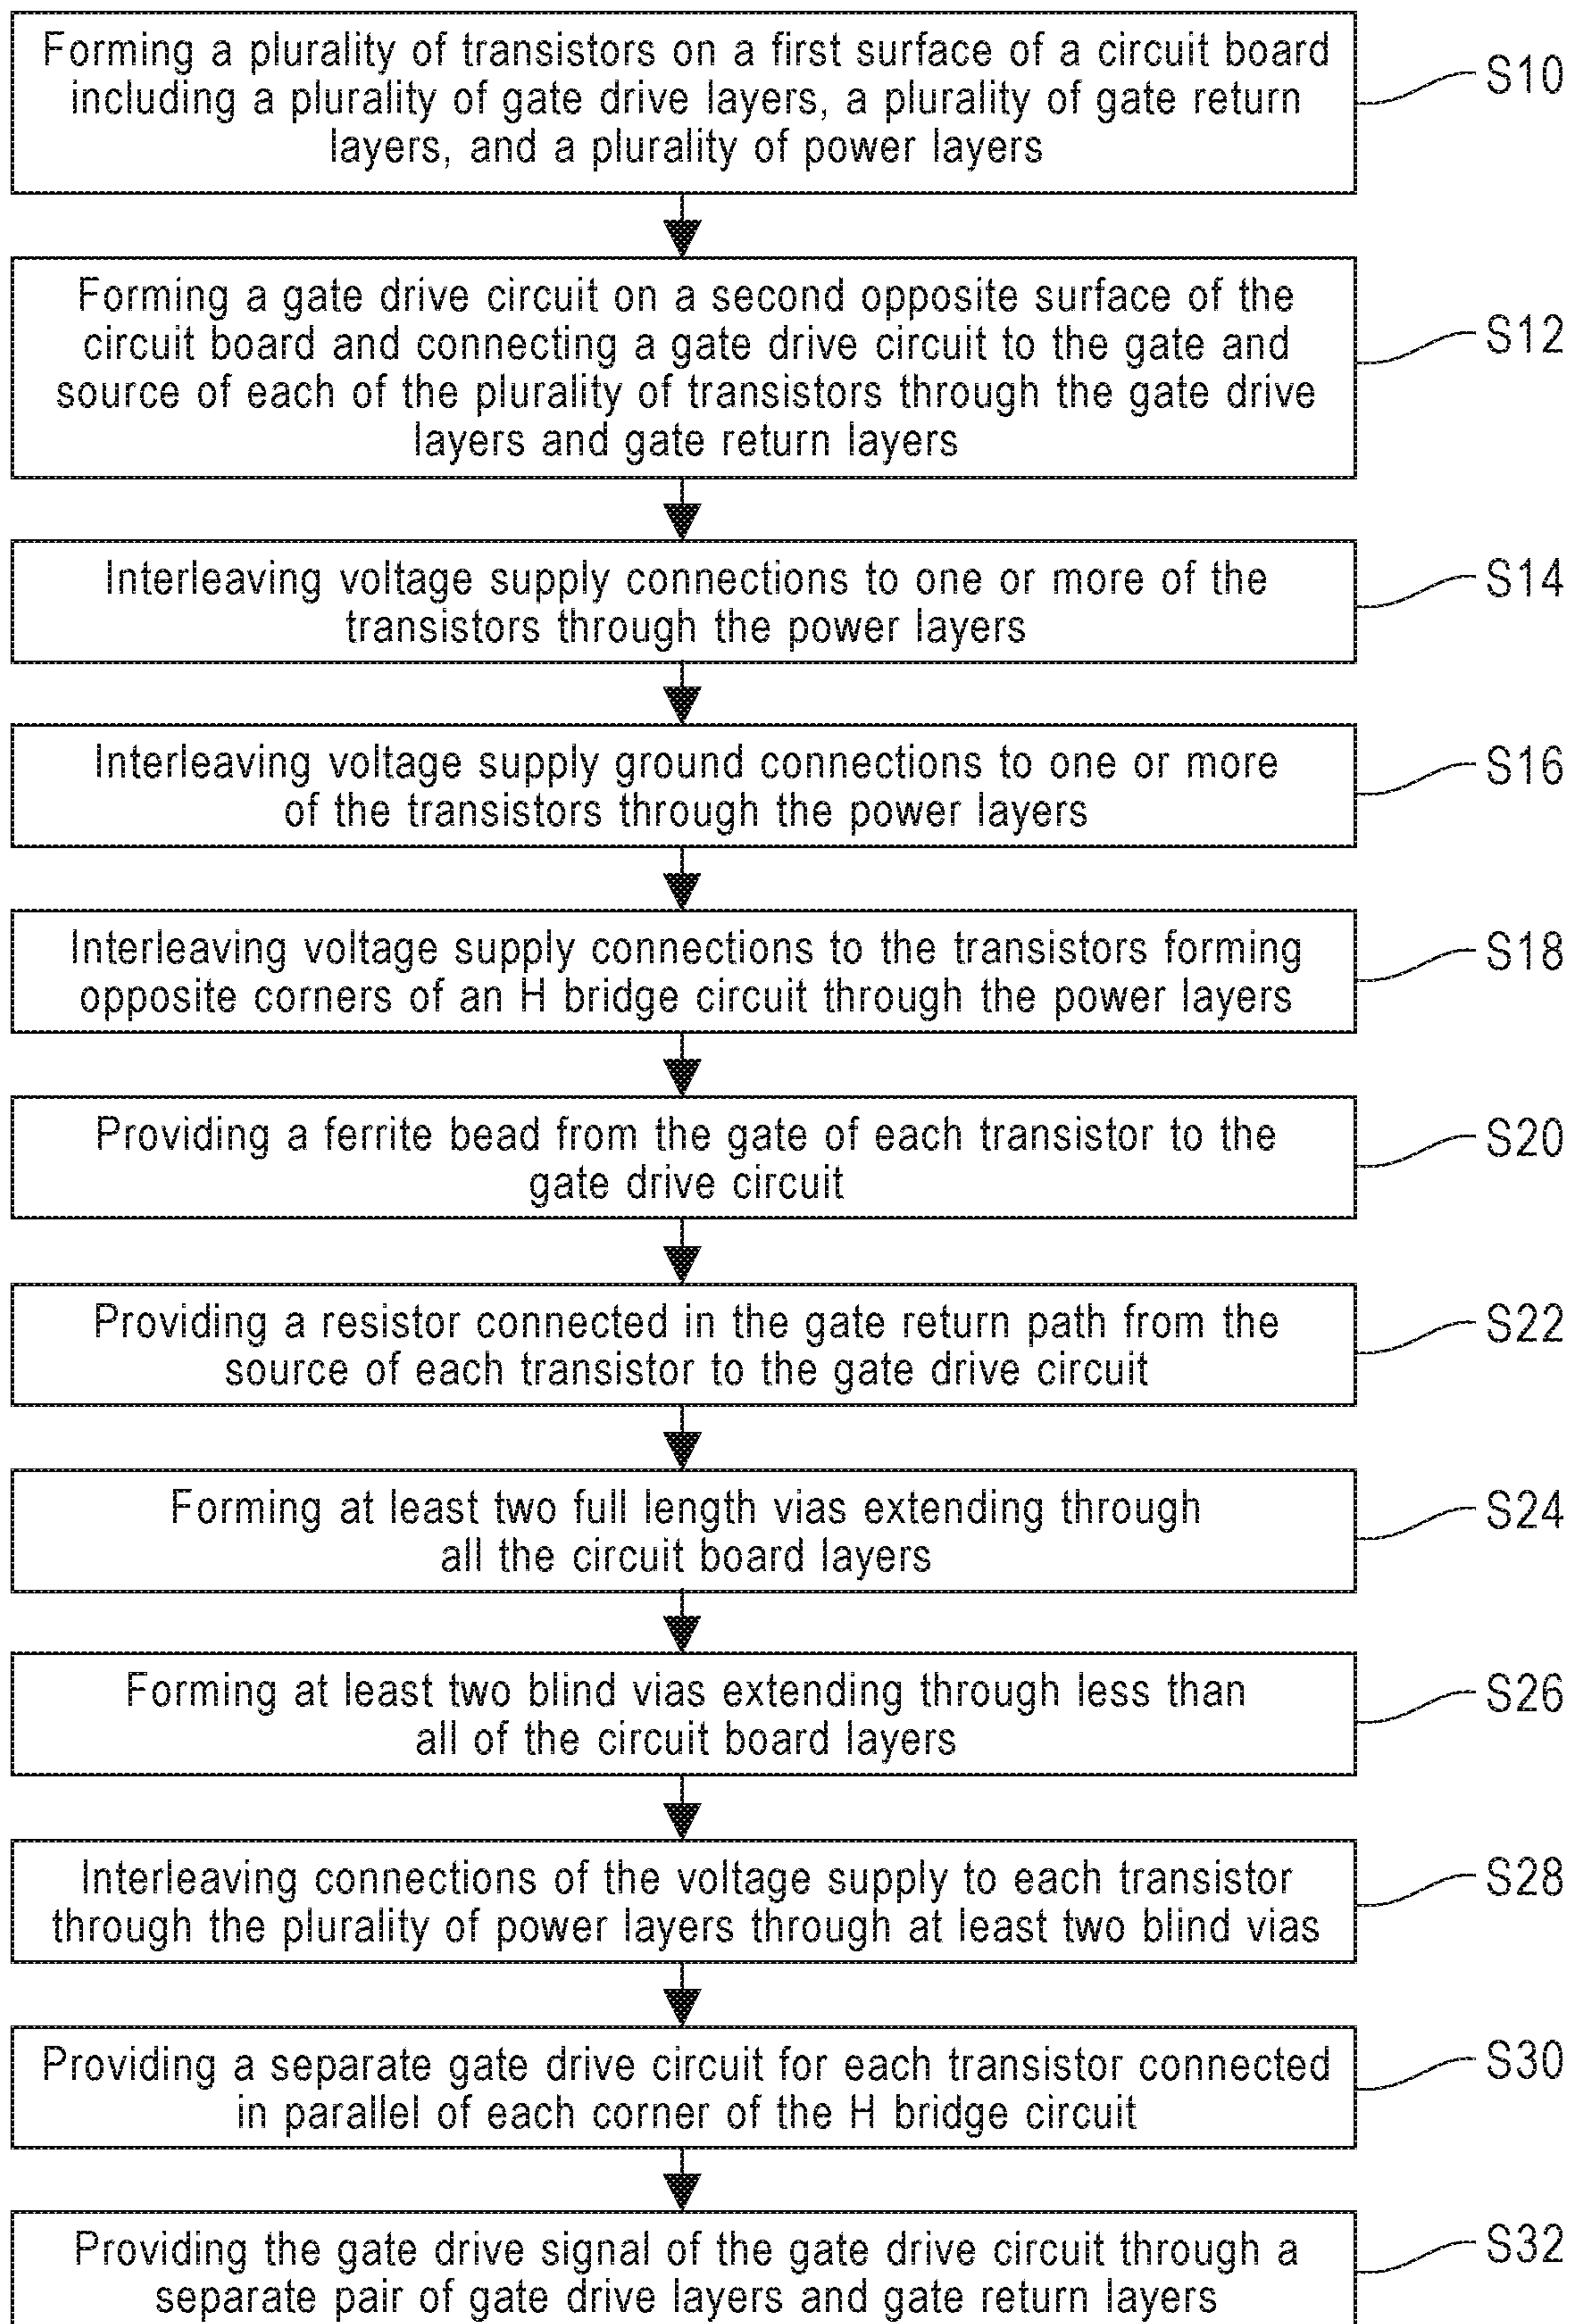 Forming a plurality of transistors on a first surface of a circuit board
including a plurality of gate drive layers, a plurality of gate return
layers, and a plurality of power layers
S10
Forming a gate drive circuit on a second opposite surface of the
circuit board and connecting a gate drive circuit to the gate and
source of each of the plurality of transistors through the gate drive
layers and gate return layers
S12
Interleaving voltage supply connections to one or more of the
transistors through the power layers
S14
Interleaving voltage supply ground connections to one or more
of the transistors through the power layers
S16
Interleaving voltage supply connections to the transistors forming
opposite corners of an H bridge circuit through the power layers
S18
Providing a ferrite bead from the gate of each transistor to the
gate drive circuit
S20
Providing a resistor connected in the gate return path from the
source of each transistor to the gate drive circuit
S22
Forming at least two full length vias extending through
all the circuit board layers
S24
Forming at least two blind vias extending through less than
all of the circuit board layers
S26
Interleaving connections of the voltage supply to each transistor
through the plurality of power layers through at least two blind vias
S28
Providing a separate gate drive circuit for each transistor connected
in parallel of each corner of the H bridge circuit
S30
Providing the gate drive signal of the gate drive circuit through a
separate pair of gate drive layers and gate return layers
S32